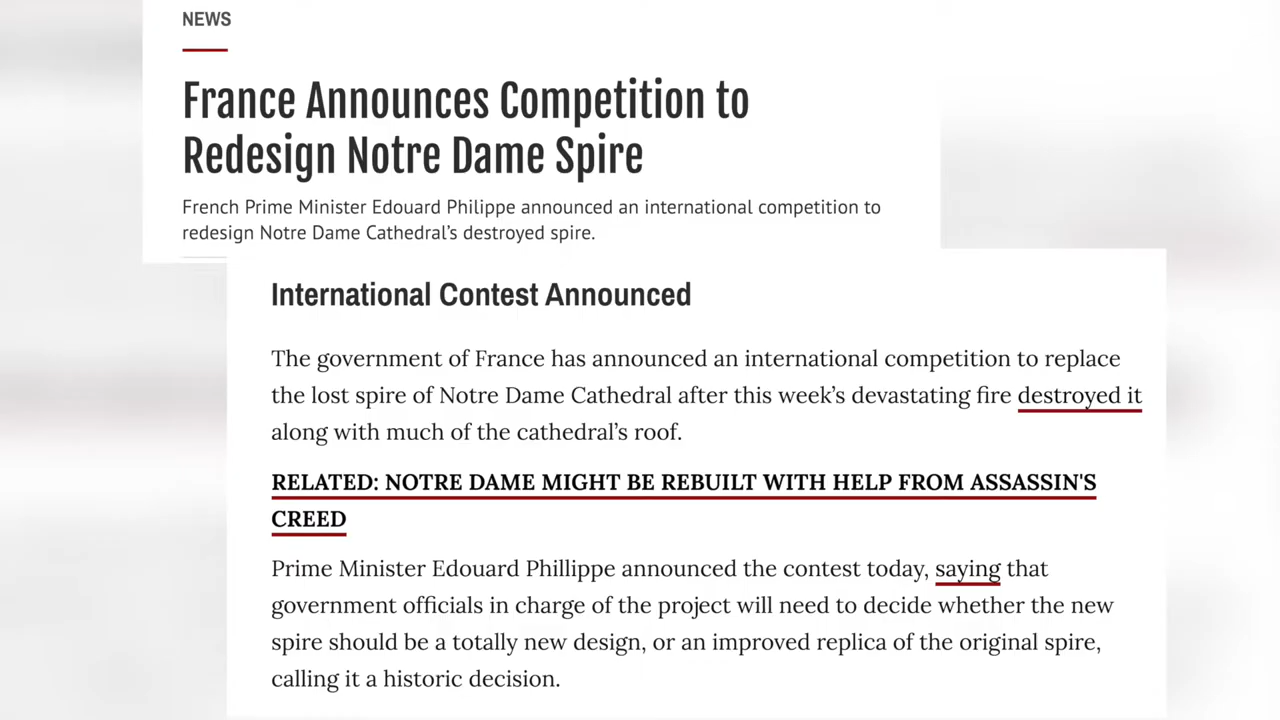 NEWS
France Announces Competition to
Redesign Notre Dame Spire
French Prime Minister Edouard Philippe announced an international competition to
redesign Notre Dame Cathedral's destroyed spire.
International Contest Announced
The government of France has announced an international competition to replace
the lost spire of Notre Dame Cathedral after this week's devastating fire destroyed it
along with much of the cathedral's roof.
RELATED: NOTRE DAME MIGHT BE REBUILT WITH HELP FROM ASSASSIN'S
CREED
Prime Minister Edouard Phillippe announced the contest today, saying that
government officials in charge of the project will need to decide whether the new
spire should be a totally new design, or an improved replica of the original spire,
calling it a historic decision.